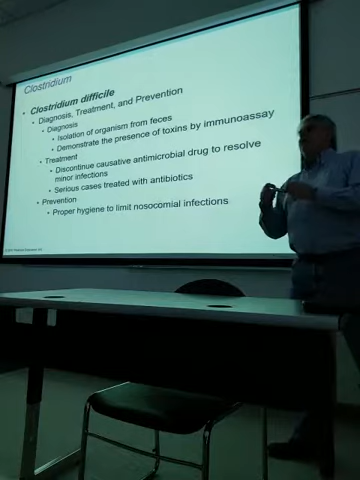 Clostridium
• Clostridium difficile
• Diagnosis, Treatment, and Prevention
• Diagnosis
• Isolation of organism from feces
• Demonstrate the presence of toxins by immunoassay
• Treatment
• Discontinue causative antimicrobial drug to resolve
minor infections
• Serious cases treated with antibiotics
• Prevention
• Proper hygiene to limit nosocomial infections